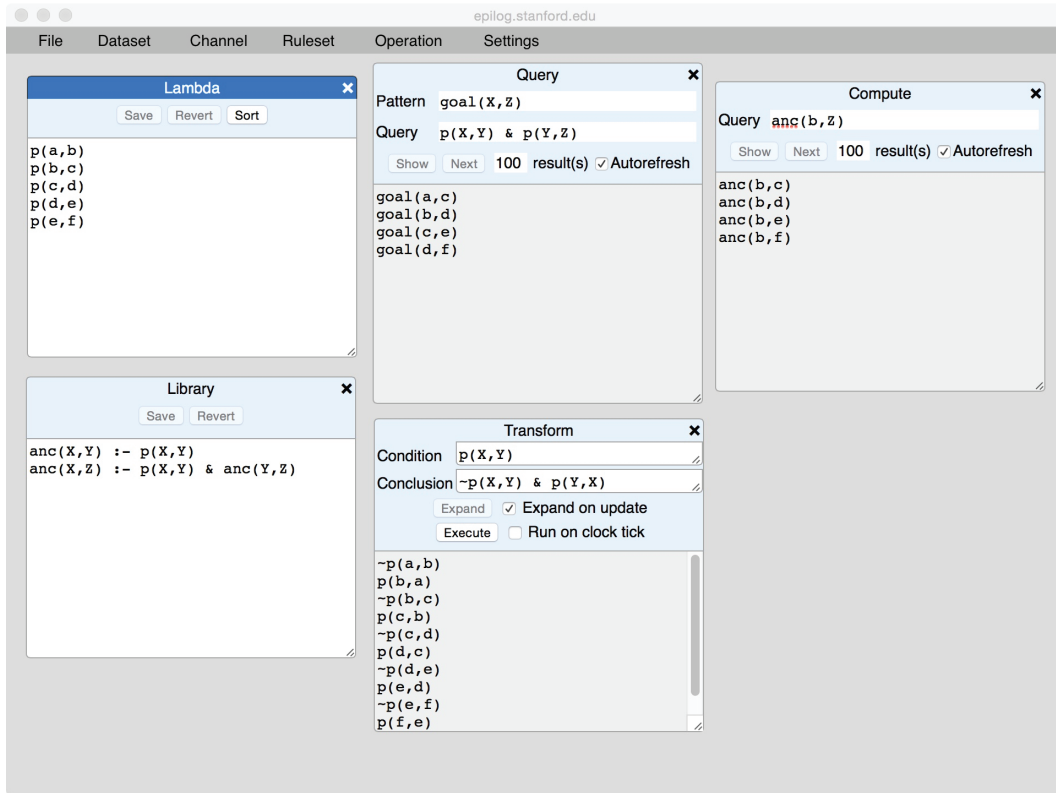 epilog.stanford.edu
File Dataset Channel Ruleset Operation Settings
Lambda
Save Revert Sort
p(a,b)
p(b,c)
p(c,d)
p(d,e)
p(e,f)
Library
Save Revert
anc(X,Y) :- p(X,Y)
anc(X,Z) :- p(X,Y) & anc(Y,Z)
Query
Pattern goal(X,Z)
Query p(X,Y) & p(Y,Z)
Show Next 100 result(s) Autorefresh
goal(a,c)
goal(b,d)
goal(c,e)
goal(d,f)
Transform
Condition p(X,Y)
Conclusion ~p(X,Y) & p(Y,X)
Expand Expand on update
Execute Run on clock tick
~p(a,b)
p(b,a)
~p(b,c)
p(c,b)
~p(c,d)
p(d,c)
~p(d,e)
p(e,d)
~p(e,f)
p(f,e)
Compute
Query anc(b,Z)
Show Next 100 result(s) Autorefresh
anc(b,c)
anc(b,d)
anc(b,e)
anc(b,f)